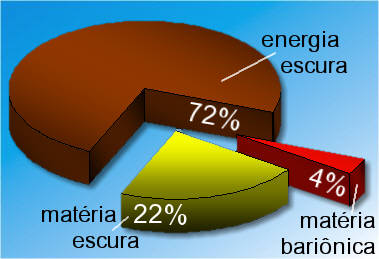 energia
escura
72%
4%
matéria
escura
22%
matéria
bariônica